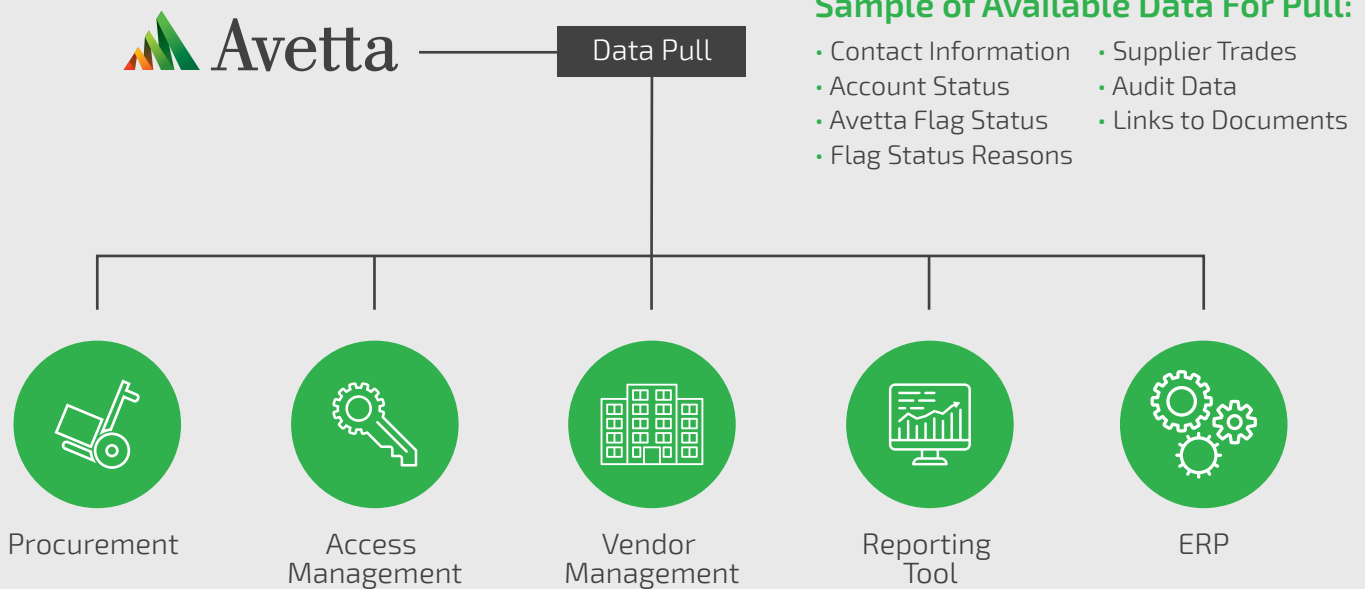 Avetta
Data Pull
Sample of Available Data For Pull:
• Contact Information
• Account Status
• Avetta Flag Status
• Flag Status Reasons
• Supplier Trades
• Audit Data
• Links to Documents
Procurement
Access
Management
Vendor
Management
Reporting
Tool
ERP